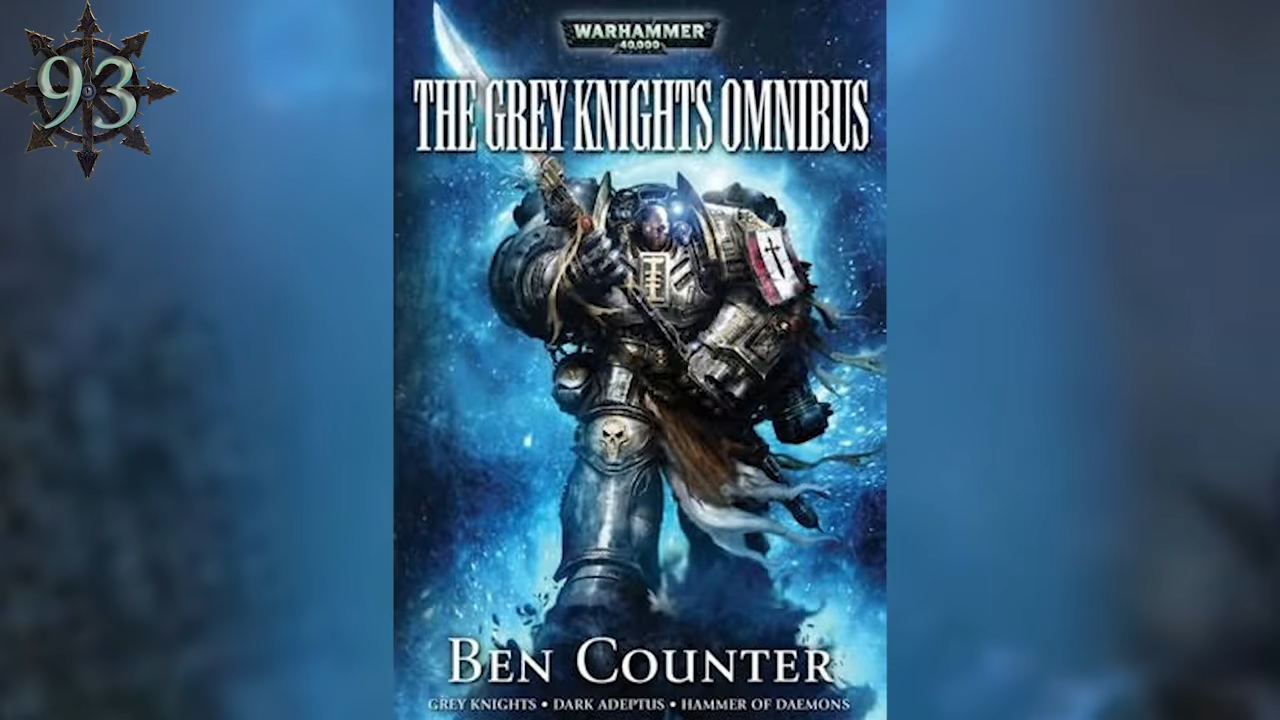 93
WARHAMMER
40,000
THE GREY KNIGHTS OMNIBUS
BEN COUNTER
GREY KNIGHTS • DARK ADEPTUS • HAMMER OF DAEMONS